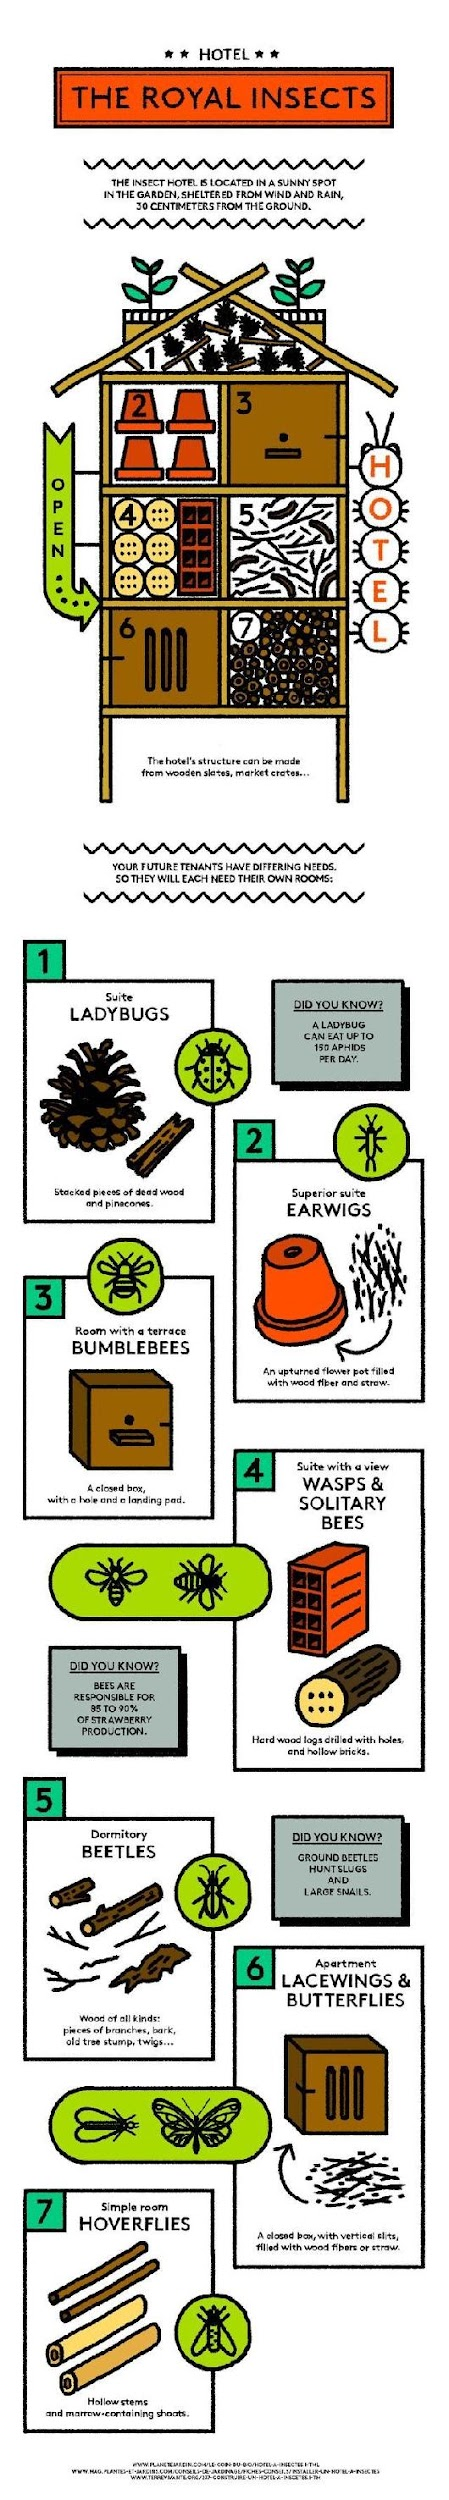 ★ ★ HOTEL ★ ★
THE ROYAL INSECTS
THE INSECT HOTEL IS LOCATED IN A SUNNY SPOT
IN THE GARDEN, SHELTERED FROM WIND AND RAIN,
30 CENTIMETERS FROM THE GROUND.
1
2
3
OPEN
HOTEL
4
5
6
7
The hotel's structure can be made
from wooden slates, market crates...
YOUR FUTURE TENANTS HAVE DIFFERING NEEDS.
SO THEY WILL EACH NEED THEIR OWN ROOMS:
1
Suite
LADYBUGS
Stacked pieces of dead wood
and pinecones.
DID YOU KNOW?
A LADYBUG
CAN EAT UP TO
150 APHIDS
PER DAY.
2
Superior suite
EARWIGS
An upturned flower pot filled
with wood fiber and straw.
3
Room with a terrace
BUMBLEBEES
A closed box,
with a hole and a landing pad.
4
Suite with a view
WASPS &
SOLITARY
BEES
Hard wood logs drilled with holes,
and hollow bricks.
DID YOU KNOW?
BEES ARE
RESPONSIBLE FOR
85 TO 90%
OF STRAWBERRY
PRODUCTION.
5
Dormitory
BEETLES
Wood of all kinds:
pieces of branches, bark,
old tree stump, twigs...
DID YOU KNOW?
GROUND BEETLES
HUNT SLUGS
AND
LARGE SNAILS.
6
Apartment
LACEWINGS &
BUTTERFLIES
A closed box, with vertical slits,
filled with wood fibers or straw.
7
Simple room
HOVERFLIES
Hollow stems
and marrow-containing shoots.